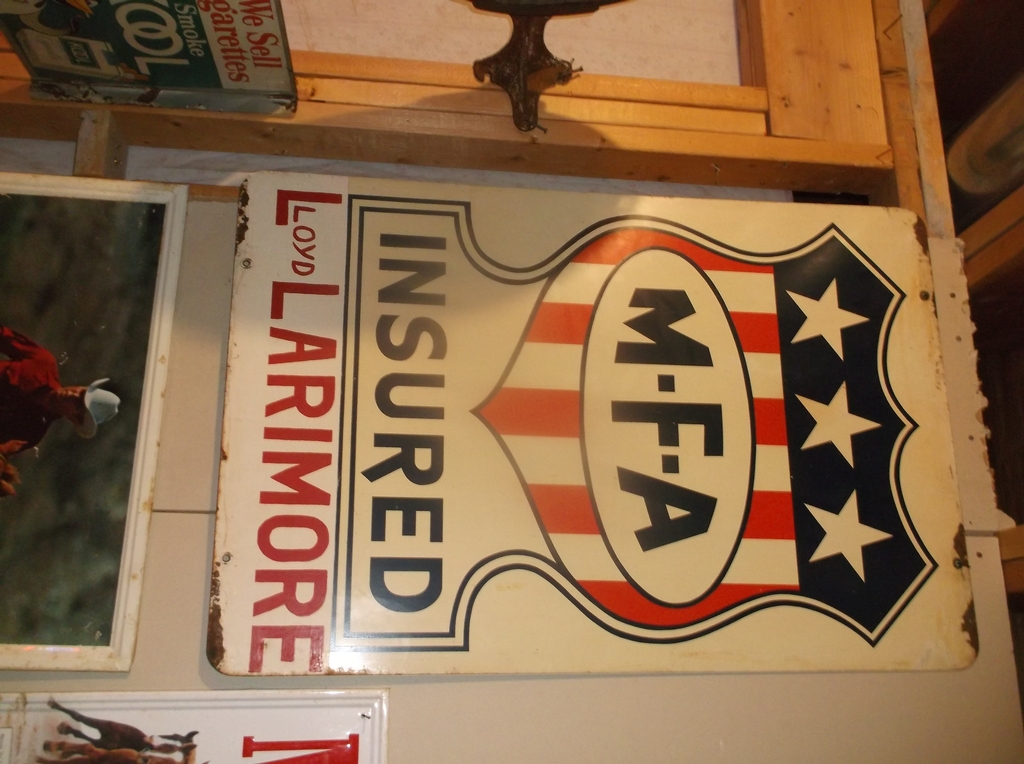 We Sell
Cigarettes
Smoke
KOOL
M·F·A
INSURED
LLOYD LARIMORE